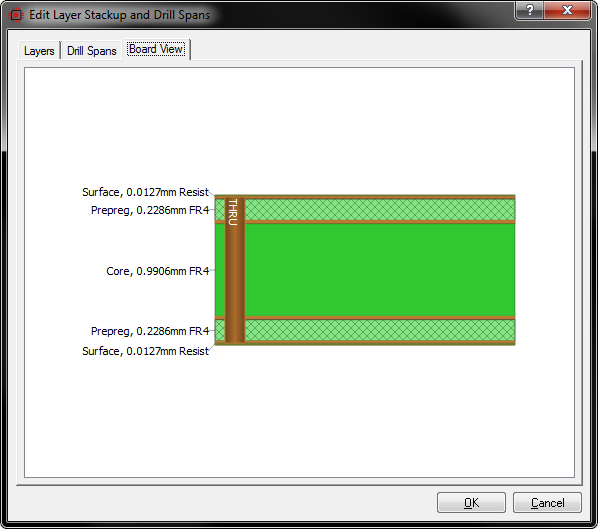 Edit Layer Stackup and Drill Spans
Layers Drill Spans Board View
Surface, 0.0127mm Resist
THRU
Prepreg, 0.2286mm FR4
Core, 0.9906mm FR4
Prepreg, 0.2286mm FR4
Surface, 0.0127mm Resist
OK Cancel